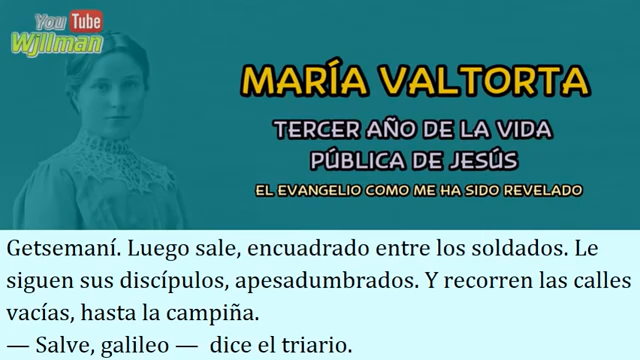 You Tube
Wjllman
MARÍA VALTORTA
TERCER AÑO DE LA VIDA
PÚBLICA DE JESÚS
EL EVANGELIO COMO ME HA SIDO REVELADO
Getsemaní. Luego sale, encuadrado entre los soldados. Le
siguen sus discípulos, apesadumbrados. Y recorren las calles
vacías, hasta la campiña.
— Salve, galileo —  dice el triario.